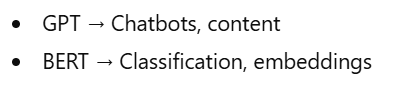 • GPT → Chatbots, content
• BERT → Classification, embeddings